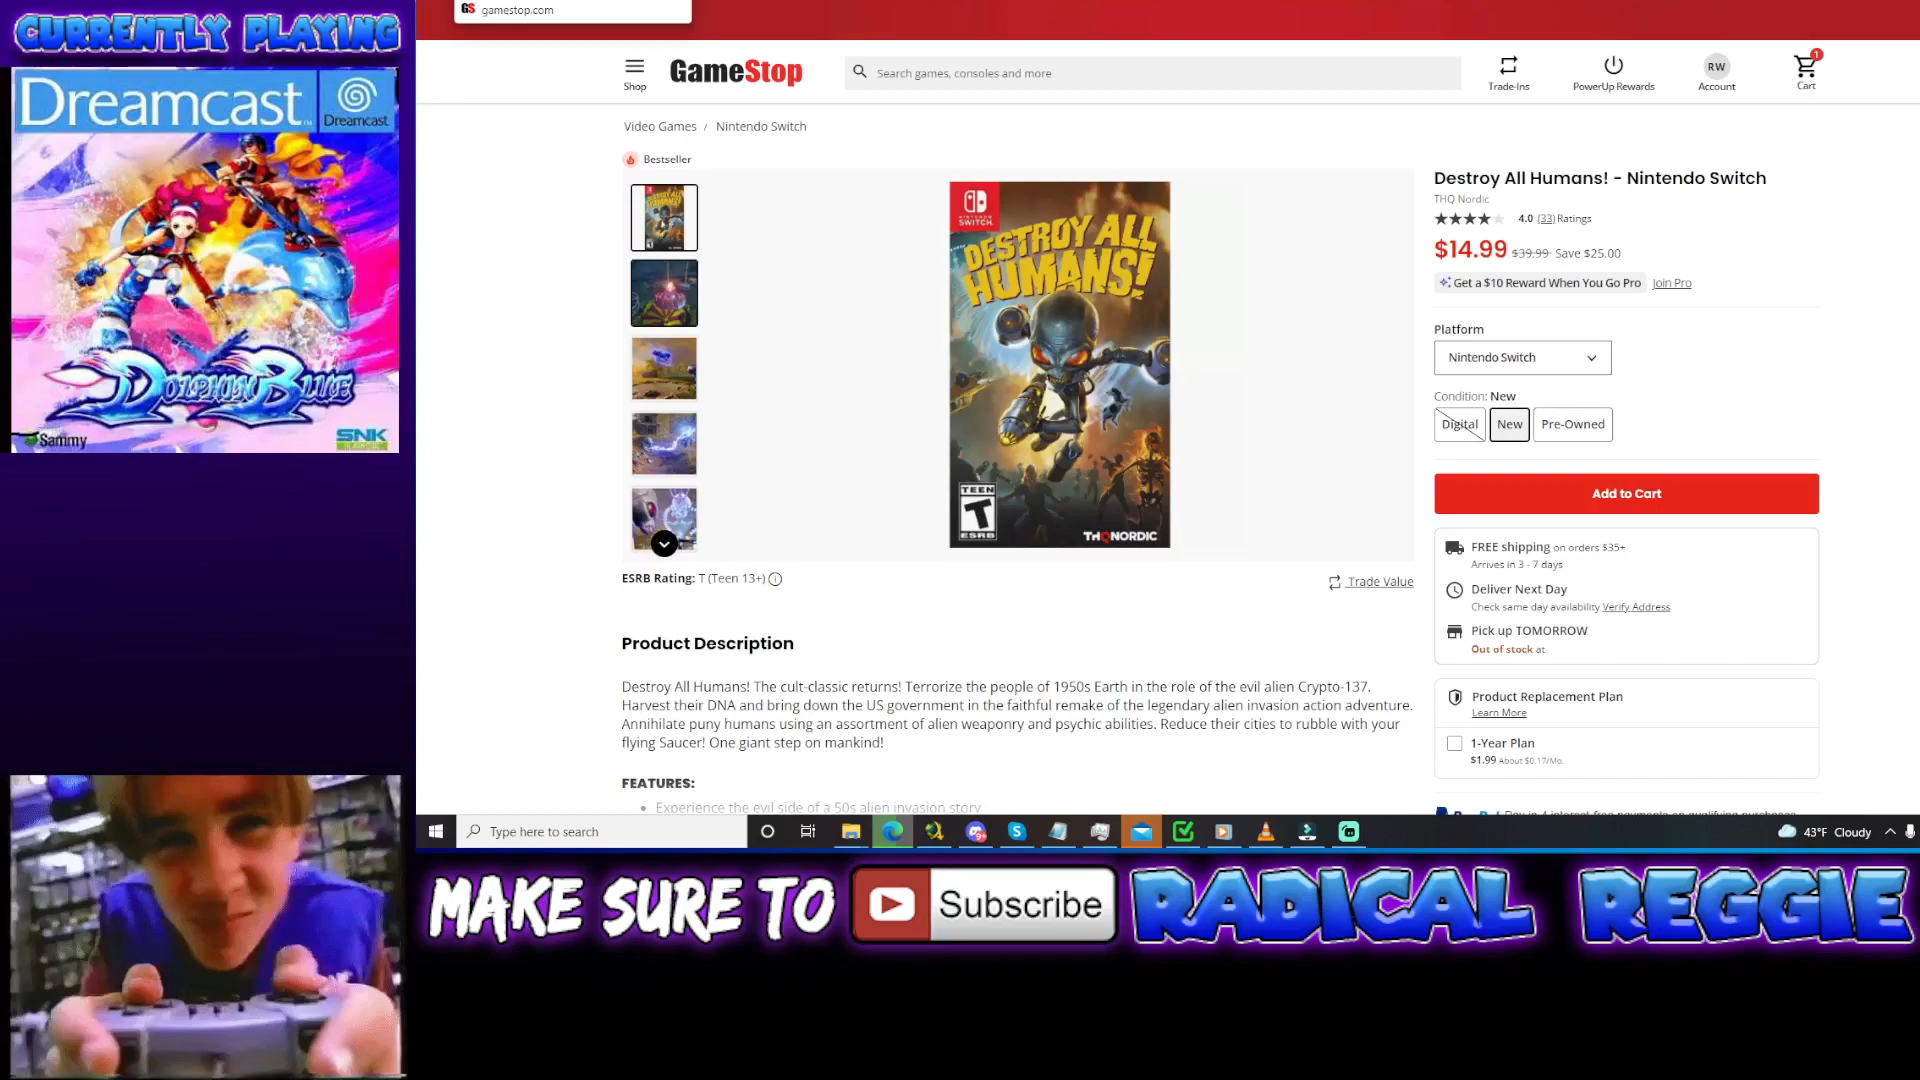 CURRENTLY PLAYING
Dreamcast
Dreamcast
DOLPHIN BLUE
Sammy
SNK
GS gamestop.com
Shop
GameStop
Search games, consoles and more
Trade-Ins
PowerUp Rewards
RW
Account
1
Cart
Video Games / Nintendo Switch
Bestseller
NINTENDO
SWITCH
DESTROY ALL
HUMANS!
TEEN
T
ESRB
THQNORDIC
ESRB Rating: T (Teen 13+)
Trade Value
Destroy All Humans! - Nintendo Switch
THQ Nordic
4.0 (33) Ratings
$14.99 $39.99 Save $25.00
Get a $10 Reward When You Go Pro Join Pro
Platform
Nintendo Switch
Condition: New
Digital
New
Pre-Owned
Add to Cart
FREE shipping on orders $35+
Arrives in 3 - 7 days
Deliver Next Day
Check same day availability Verify Address
Pick up TOMORROW
Out of stock at
Product Replacement Plan
Learn More
1-Year Plan
$1.99 About $0.17/Mo.
Product Description
Destroy All Humans! The cult-classic returns! Terrorize the people of 1950s Earth in the role of the evil alien Crypto-137.
Harvest their DNA and bring down the US government in the faithful remake of the legendary alien invasion action adventure.
Annihilate puny humans using an assortment of alien weaponry and psychic abilities. Reduce their cities to rubble with your
flying Saucer! One giant step on mankind!
FEATURES:
• Experience the evil side of a 50s alien invasion story
Type here to search
43°F Cloudy
MAKE SURE TO
Subscribe
RADICAL REGGIE